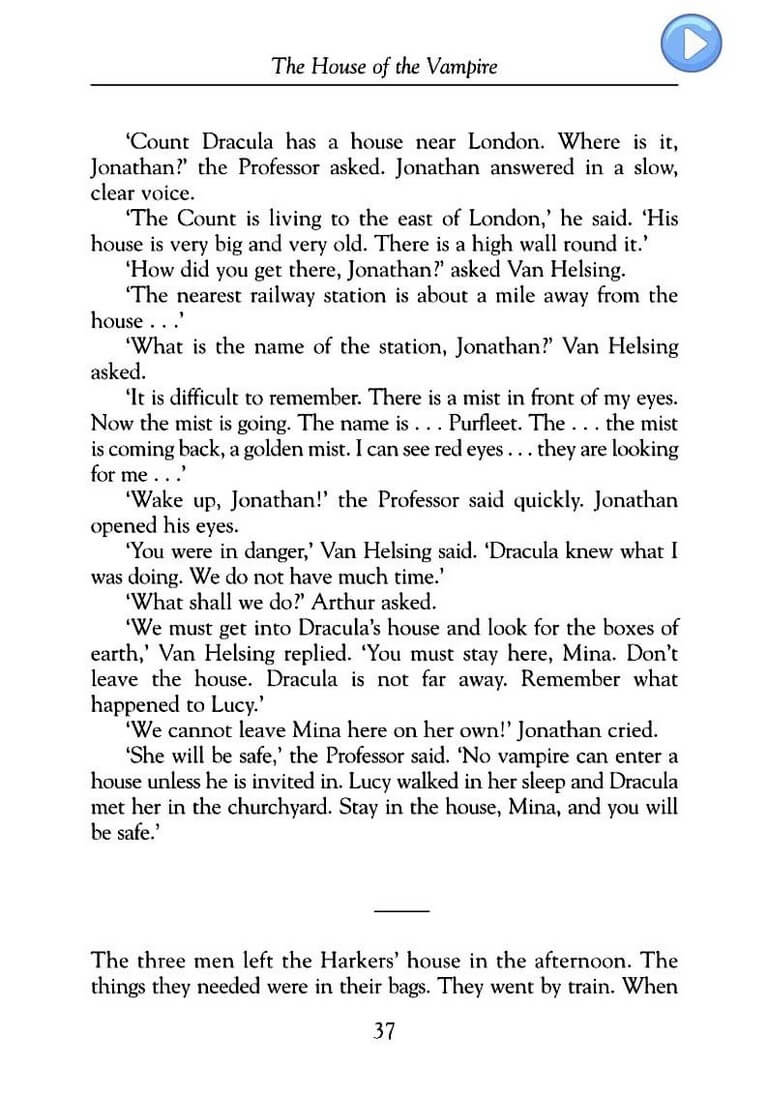 The House of the Vampire
‘Count Dracula has a house near London. Where is it,
Jonathan?’ the Professor asked. Jonathan answered in a slow,
clear voice.
‘The Count is living to the east of London,’ he said. ‘His
house is very big and very old. There is a high wall round it.’
‘How did you get there, Jonathan?’ asked Van Helsing.
‘The nearest railway station is about a mile away from the
house . . .’
‘What is the name of the station, Jonathan?’ Van Helsing
asked.
‘It is difficult to remember. There is a mist in front of my eyes.
Now the mist is going. The name is . . . Purfleet. The . . . the mist
is coming back, a golden mist. I can see red eyes . . . they are looking
for me . . .’
‘Wake up, Jonathan!’ the Professor said quickly. Jonathan
opened his eyes.
‘You were in danger,’ Van Helsing said. ‘Dracula knew what I
was doing. We do not have much time.’
‘What shall we do?’ Arthur asked.
‘We must get into Dracula’s house and look for the boxes of
earth,’ Van Helsing replied. ‘You must stay here, Mina. Don’t
leave the house. Dracula is not far away. Remember what
happened to Lucy.’
‘We cannot leave Mina here on her own!’ Jonathan cried.
‘She will be safe,’ the Professor said. ‘No vampire can enter a
house unless he is invited in. Lucy walked in her sleep and Dracula
met her in the churchyard. Stay in the house, Mina, and you will
be safe.’
The three men left the Harkers’ house in the afternoon. The
things they needed were in their bags. They went by train. When
37